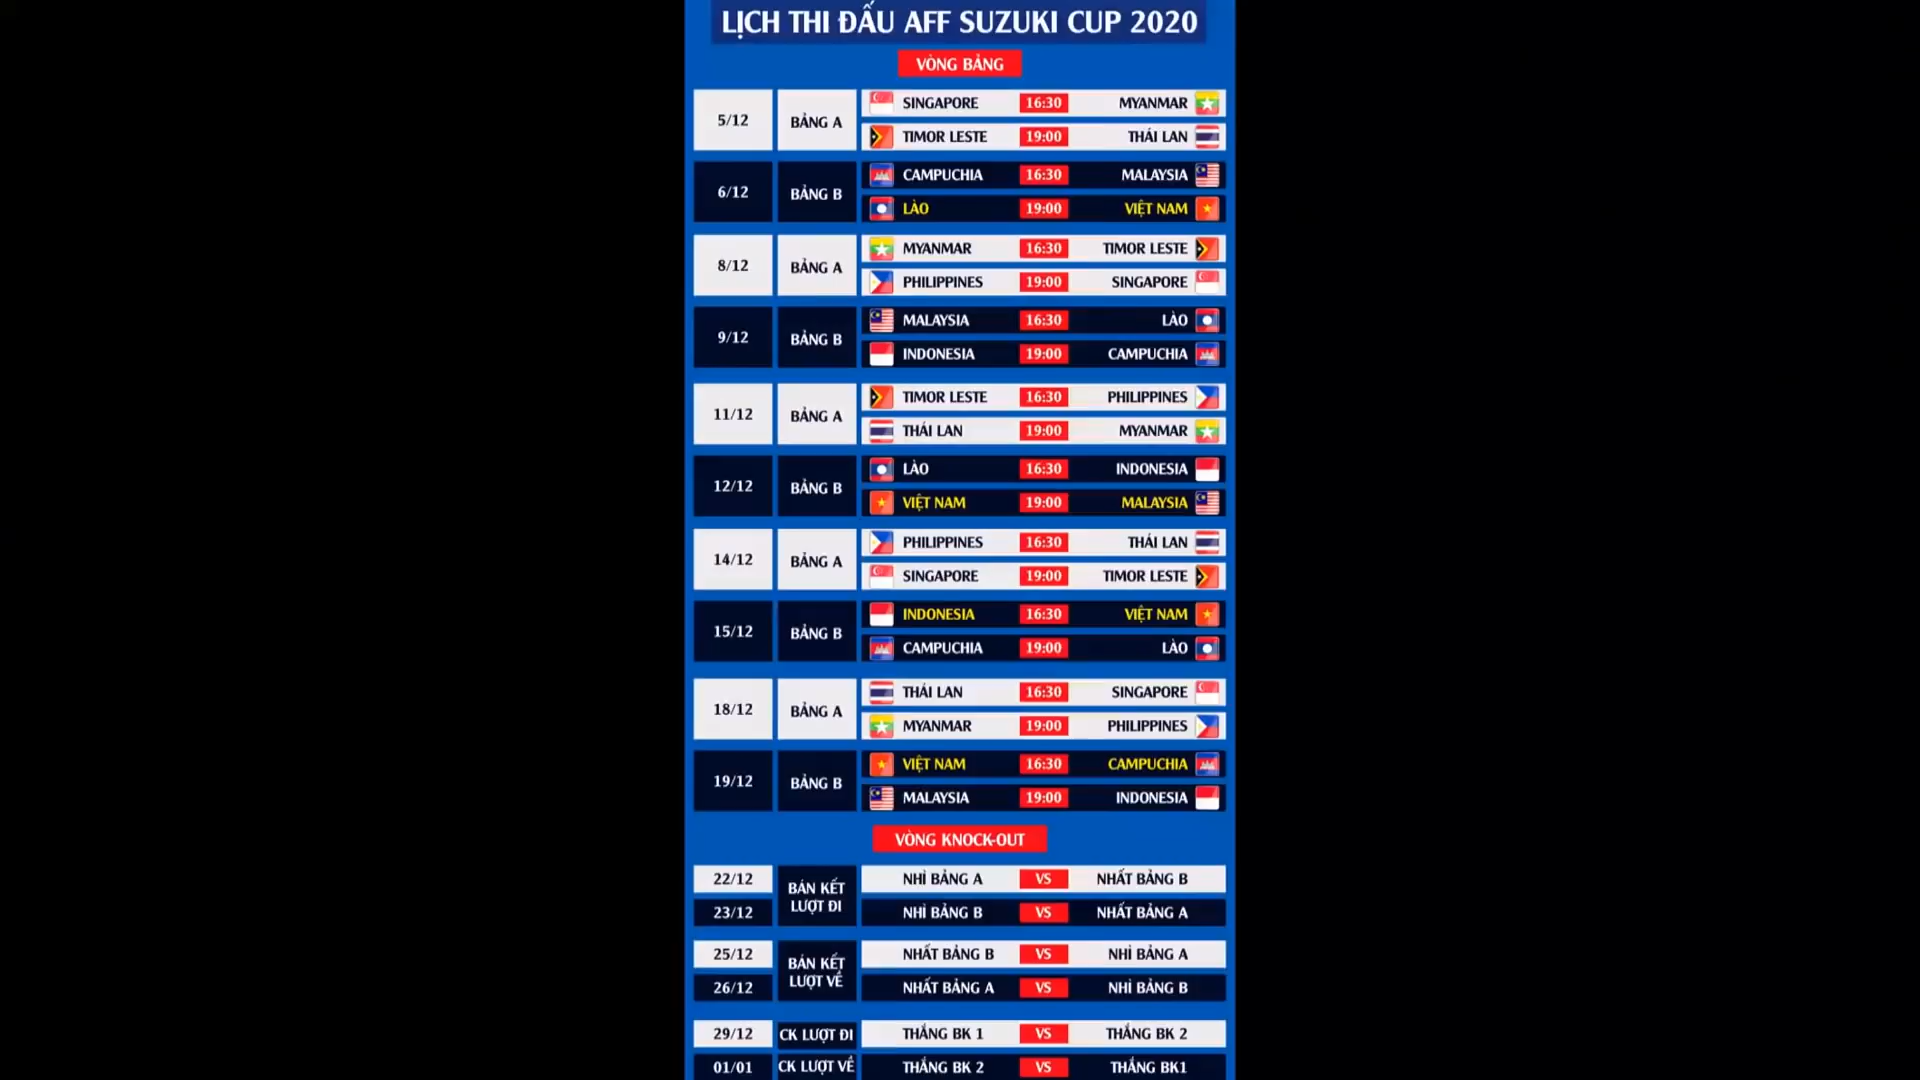 LỊCH THI ĐẤU AFF SUZUKI CUP 2020
VÒNG BẢNG
5/12 BẢNG A SINGAPORE 16:30 MYANMAR
TIMOR LESTE 19:00 THÁI LAN
6/12 BẢNG B CAMPUCHIA 16:30 MALAYSIA
LÀO 19:00 VIỆT NAM
8/12 BẢNG A MYANMAR 16:30 TIMOR LESTE
PHILIPPINES 19:00 SINGAPORE
9/12 BẢNG B MALAYSIA 16:30 LÀO
INDONESIA 19:00 CAMPUCHIA
11/12 BẢNG A TIMOR LESTE 16:30 PHILIPPINES
THÁI LAN 19:00 MYANMAR
12/12 BẢNG B LÀO 16:30 INDONESIA
VIỆT NAM 19:00 MALAYSIA
14/12 BẢNG A PHILIPPINES 16:30 THÁI LAN
SINGAPORE 19:00 TIMOR LESTE
15/12 BẢNG B INDONESIA 16:30 VIỆT NAM
CAMPUCHIA 19:00 LÀO
18/12 BẢNG A THÁI LAN 16:30 SINGAPORE
MYANMAR 19:00 PHILIPPINES
19/12 BẢNG B VIỆT NAM 16:30 CAMPUCHIA
MALAYSIA 19:00 INDONESIA
VÒNG KNOCK-OUT
22/12 BÁN KẾT LƯỢT ĐI NHÌ BẢNG A VS NHẤT BẢNG B
23/12 NHÌ BẢNG B VS NHẤT BẢNG A
25/12 BÁN KẾT LƯỢT VỀ NHẤT BẢNG B VS NHÌ BẢNG A
26/12 NHẤT BẢNG A VS NHÌ BẢNG B
29/12 CK LƯỢT ĐI THẮNG BK 1 VS THẮNG BK 2
01/01 CK LƯỢT VỀ THẮNG BK 2 VS THẮNG BK1